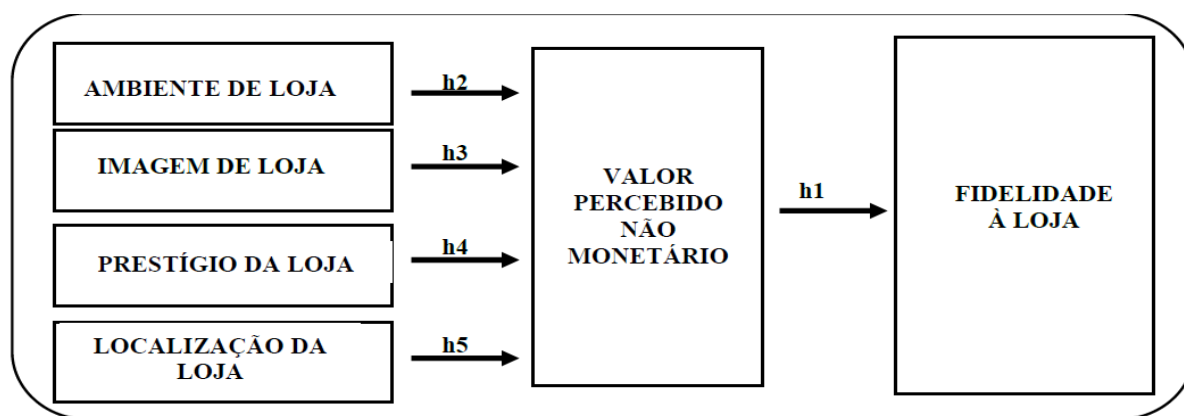 AMBIENTE DE LOJA
h2
IMAGEM DE LOJA
h3
PRESTÍGIO DA LOJA
h4
LOCALIZAÇÃO DA
LOJA
h5
VALOR
PERCEBIDO
NÃO
MONETÁRIO
h1
FIDELIDADE
À LOJA